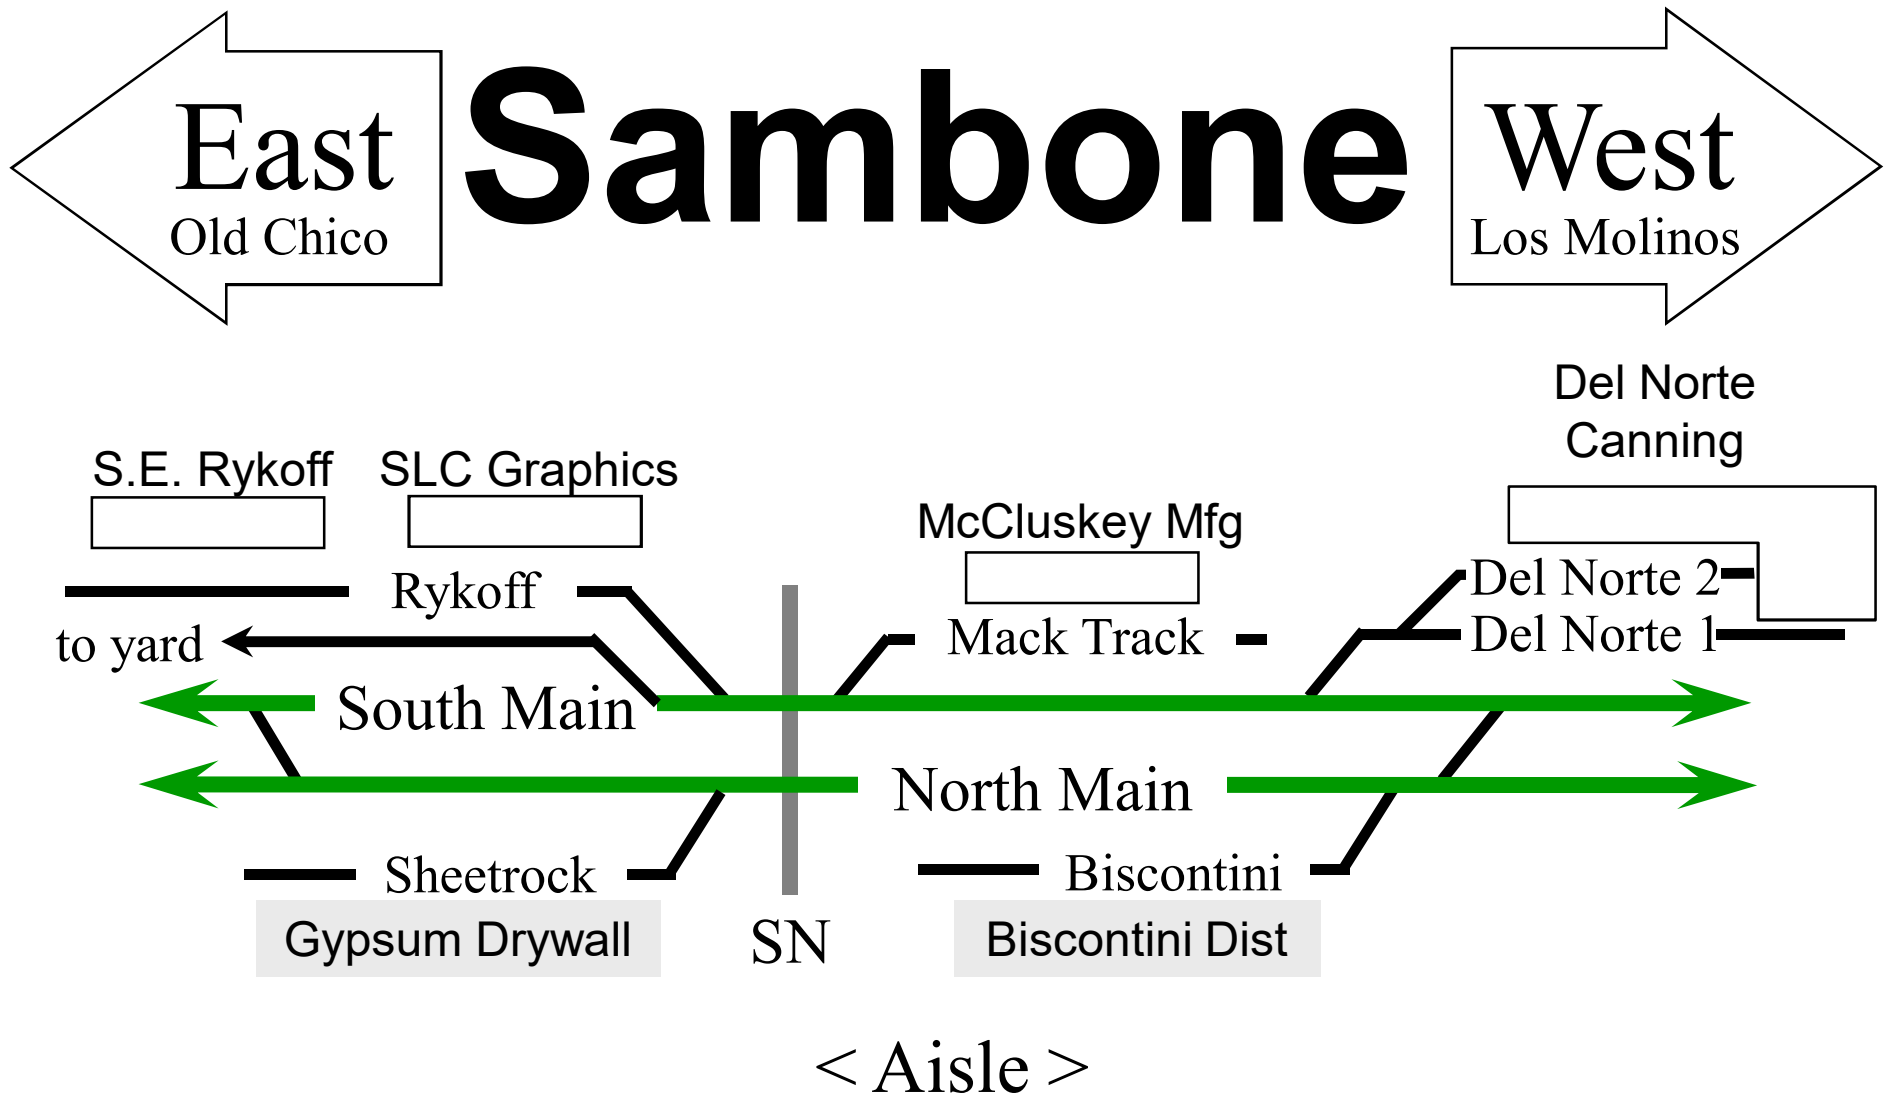 East
Old Chico
Sambone
West
Los Molinos
Del Norte
Canning
S.E. Rykoff
SLC Graphics
McCluskey Mfg
Rykoff
Del Norte 2
to yard
Mack Track
Del Norte 1
South Main
North Main
Sheetrock
Biscontini
Gypsum Drywall
SN
Biscontini Dist
< Aisle >